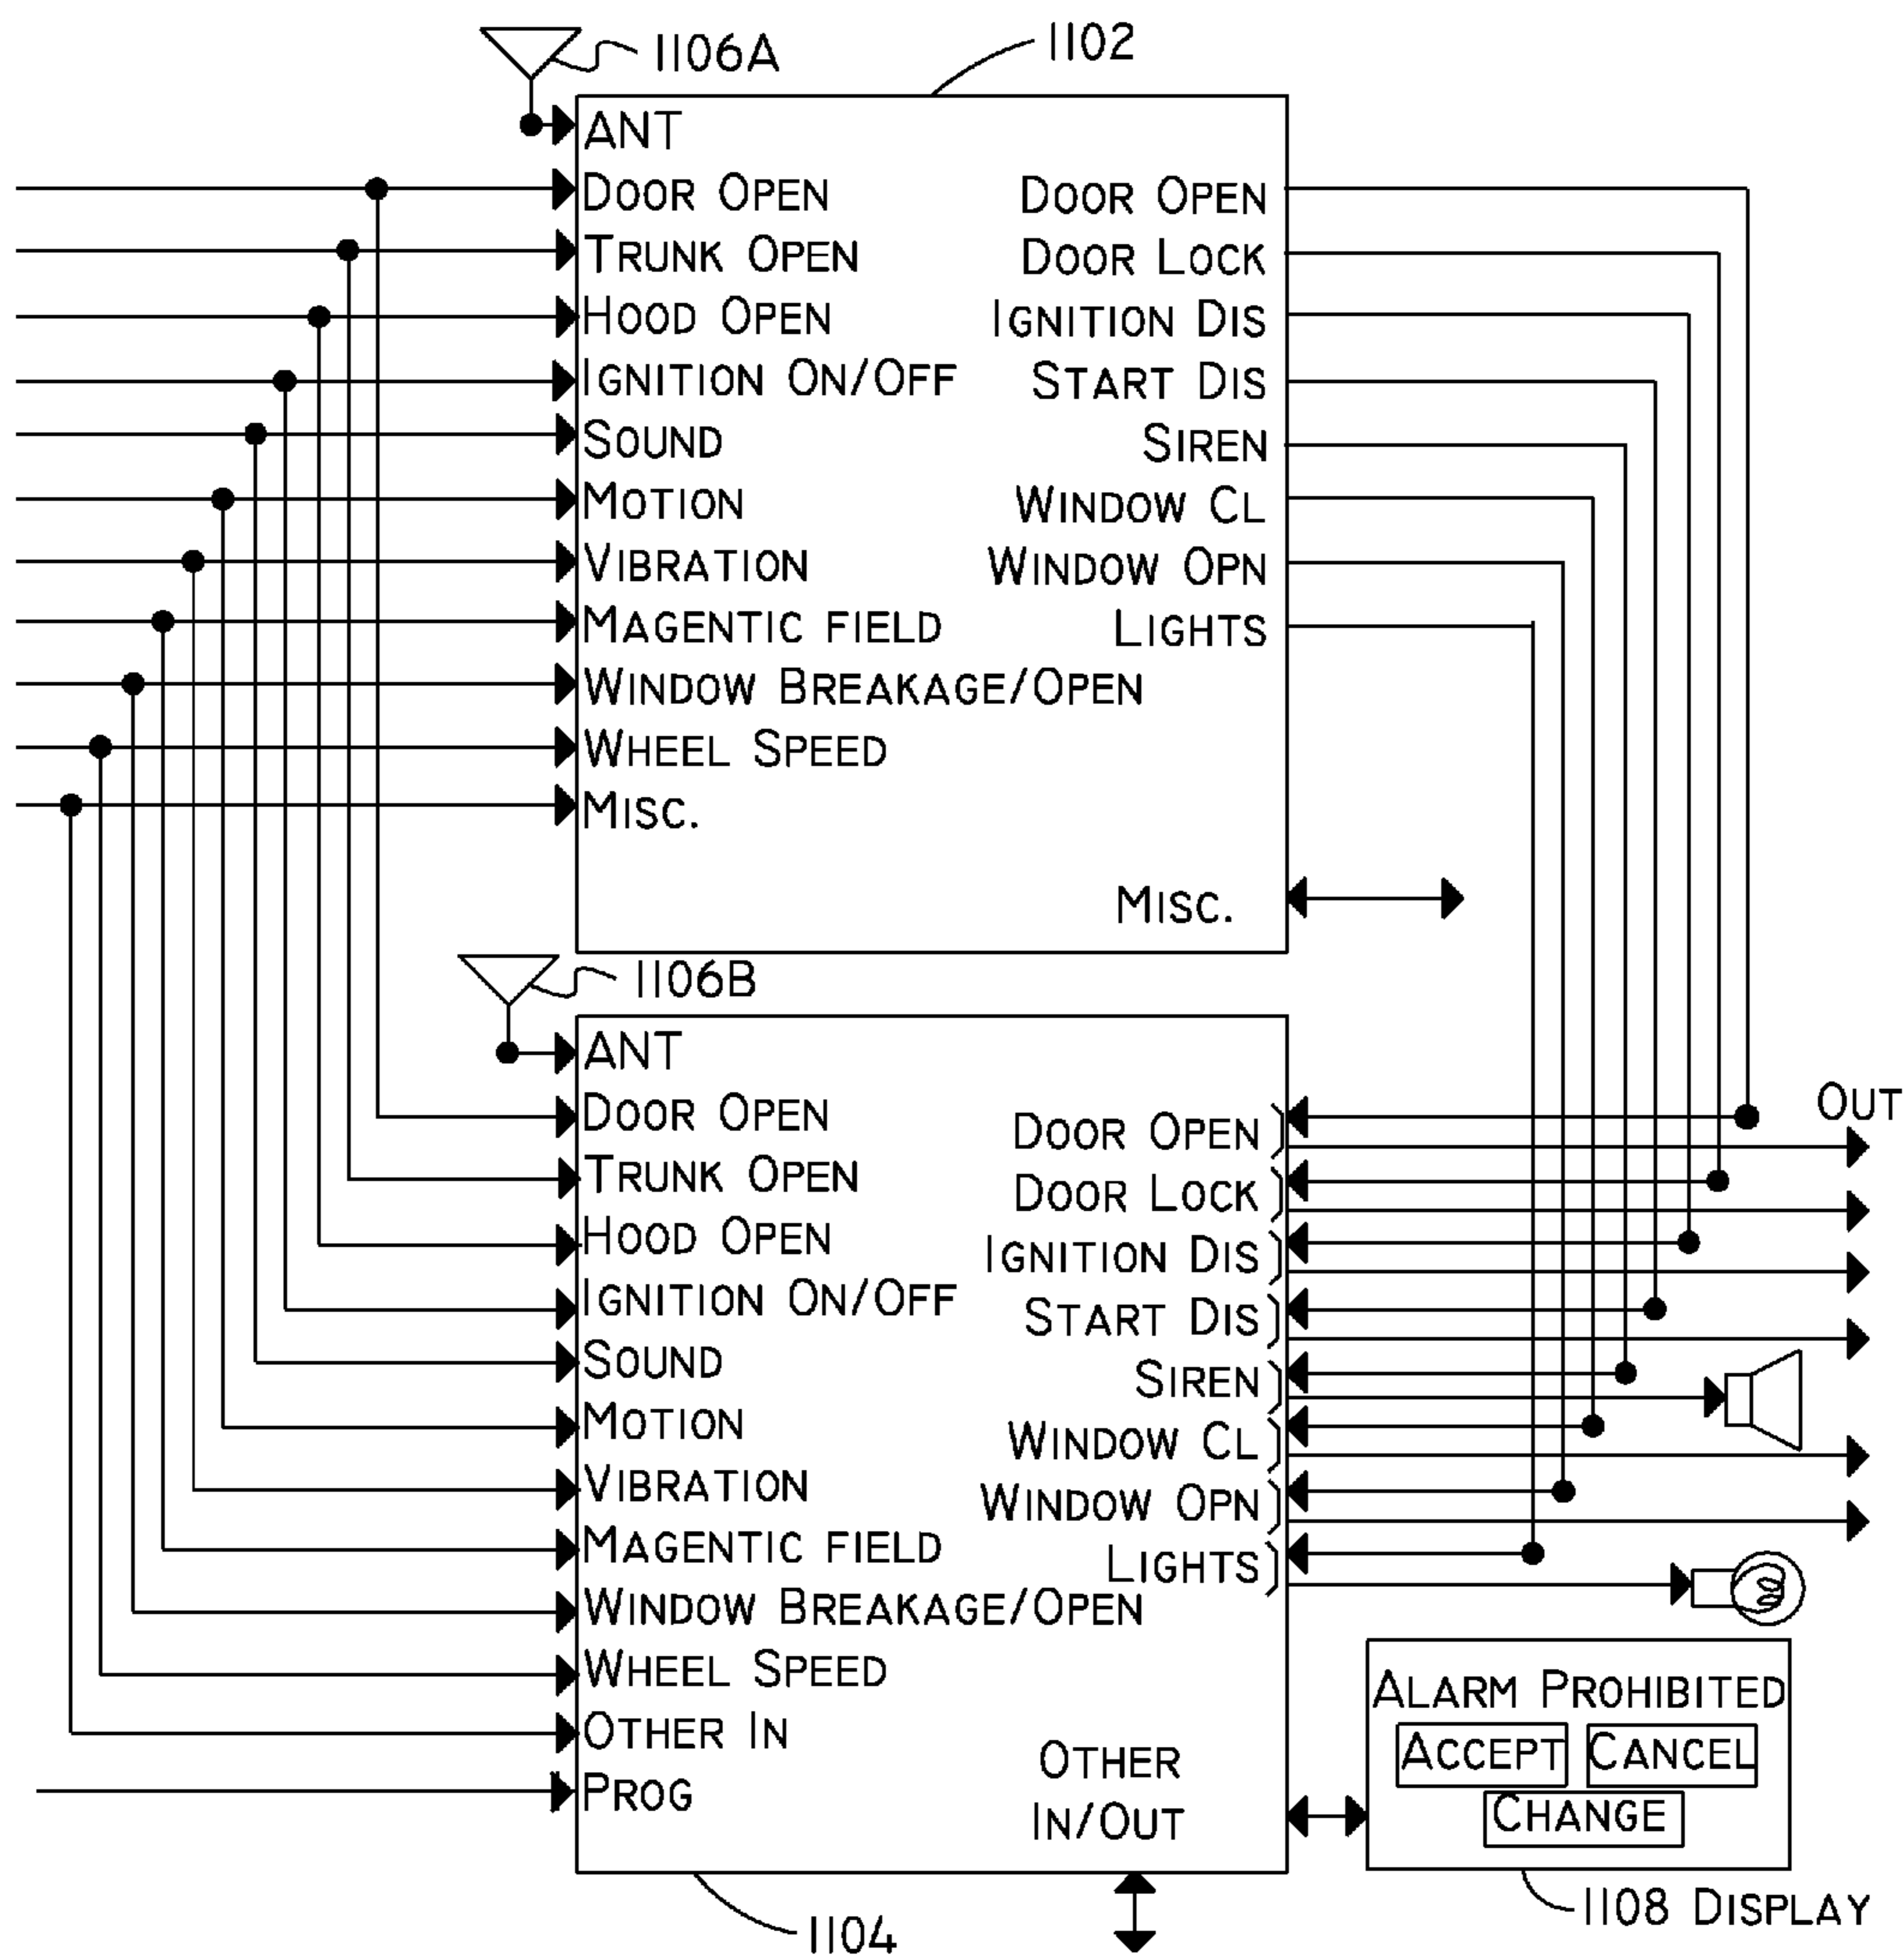 1106A
1102
ANT
DOOR OPEN
TRUNK OPEN
HOOD OPEN
IGNITION ON/OFF
SOUND
MOTION
VIBRATION
MAGENTIC FIELD
WINDOW BREAKAGE/OPEN
WHEEL SPEED
MISC.
DOOR OPEN
DOOR LOCK
IGNITION DIS
START DIS
SIREN
WINDOW CL
WINDOW OPN
LIGHTS
MISC.
1106B
ANT
DOOR OPEN
TRUNK OPEN
HOOD OPEN
IGNITION ON/OFF
SOUND
MOTION
VIBRATION
MAGENTIC FIELD
WINDOW BREAKAGE/OPEN
WHEEL SPEED
OTHER IN
PROG
DOOR OPEN
DOOR LOCK
IGNITION DIS
START DIS
SIREN
WINDOW CL
WINDOW OPN
LIGHTS
OTHER
IN/OUT
OUT
ALARM PROHIBITED
ACCEPT
CANCEL
CHANGE
1108 DISPLAY
1104